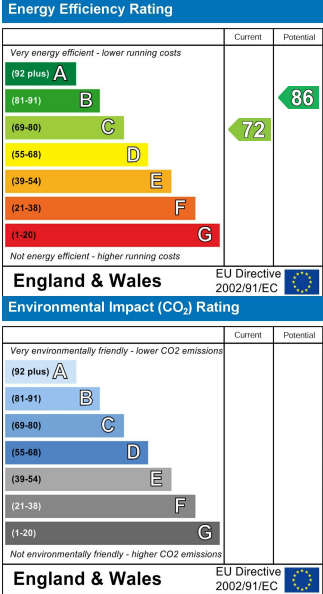 Energy Efficiency Rating
Current Potential
Very energy efficient - lower running costs
(92 plus) A
(81-91) B
86
(69-80) C
72
(55-68) D
(39-54) E
(21-38) F
(1-20) G
Not energy efficient - higher running costs
England & Wales
EU Directive
2002/91/EC
Environmental Impact (CO₂) Rating
Current Potential
Very environmentally friendly - lower CO2 emissions
(92 plus) A
(81-91) B
(69-80) C
(55-68) D
(39-54) E
(21-38) F
(1-20) G
Not environmentally friendly - higher CO2 emissions
England & Wales
EU Directive
2002/91/EC